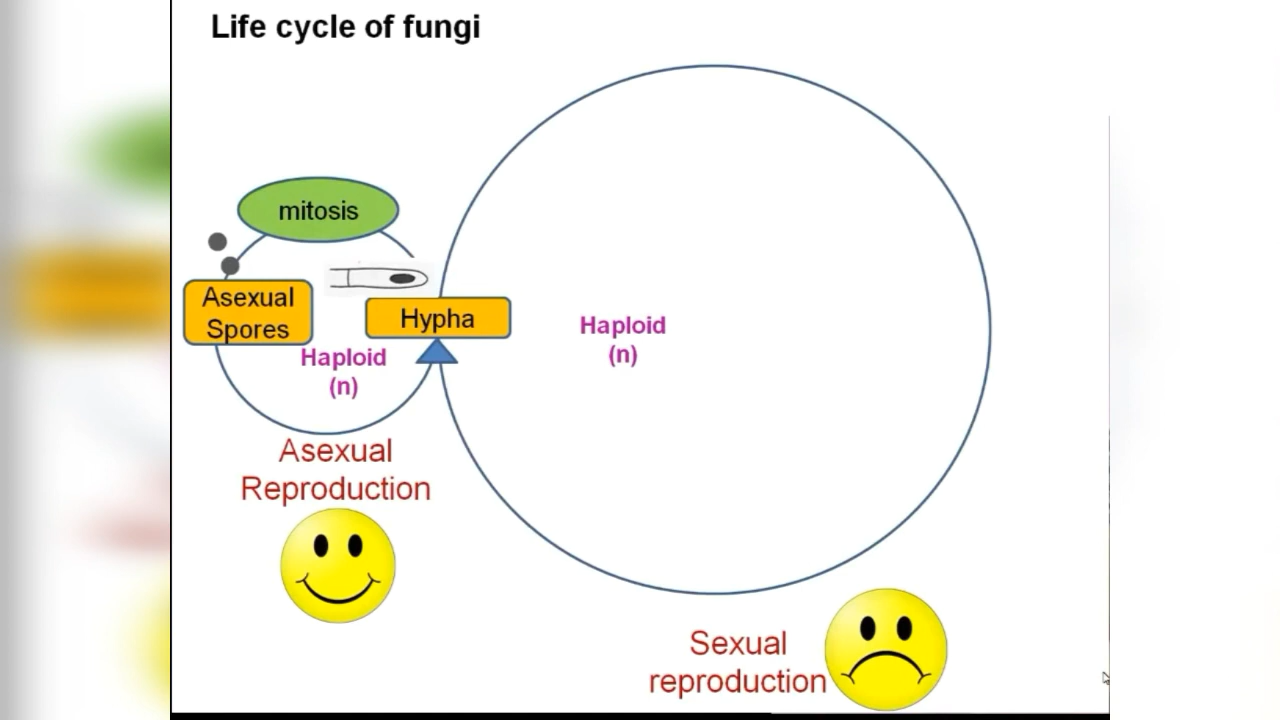 Life cycle of fungi
mitosis
Asexual
Spores
Hypha
Haploid
(n)
Haploid
(n)
Asexual
Reproduction
Sexual
reproduction